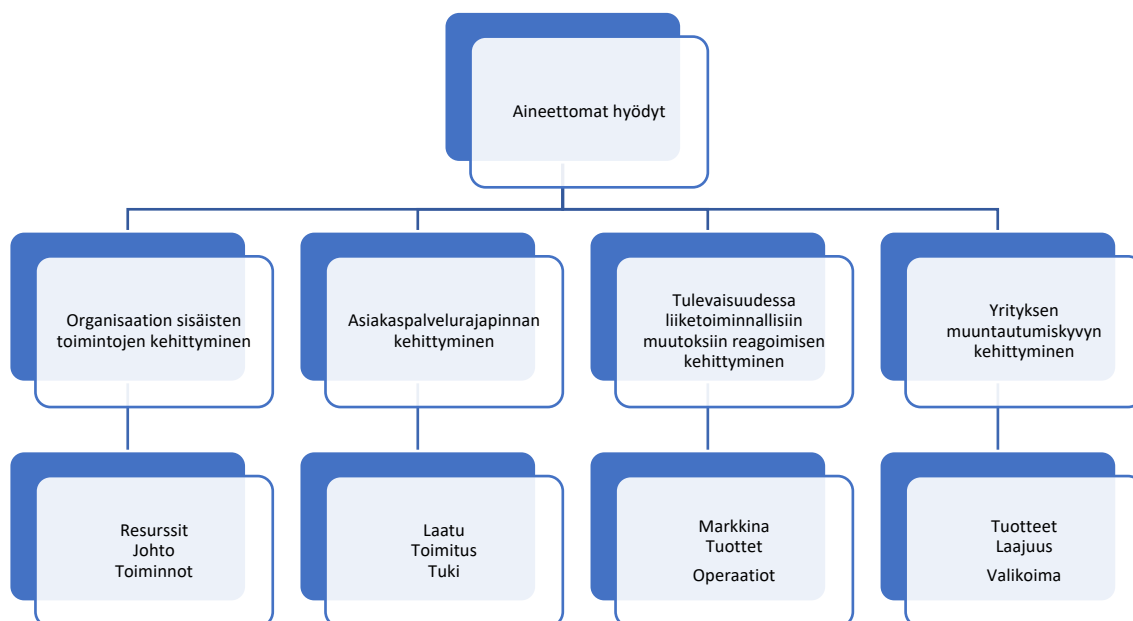 Aineettomat hyödyt
Organisaation sisäisten
toimintojen kehittyminen
Asiakaspalvelurajapinnan
kehittyminen
Tulevaisuudessa
liiketoiminnallisiin
muutoksiin reagoimisen
kehittyminen
Yrityksen
muuntautumiskyvyn
kehittyminen
Resurssit
Johto
Toiminnot
Laatu
Toimitus
Tuki
Markkina
Tuottet
Operaatiot
Tuotteet
Laajuus
Valikoima